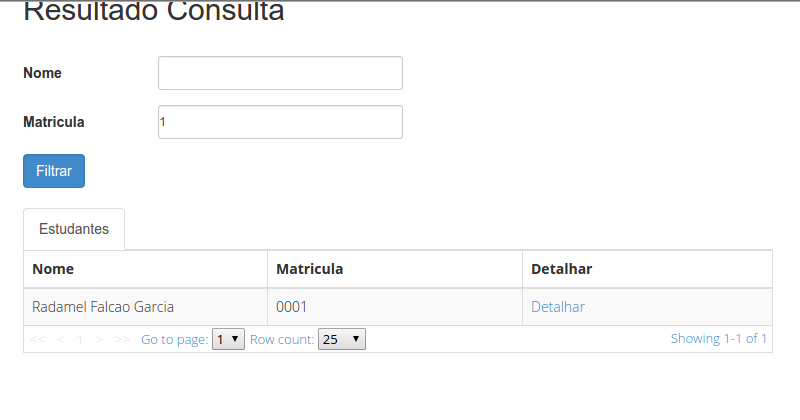 Resultado Consulta
Nome
Matricula 1
Filtrar
Estudantes
Nome Matricula Detalhar
Radamel Falcao Garcia 0001 Detalhar
<< < 1 > >> Go to page: 1 Row count: 25 Showing 1-1 of 1